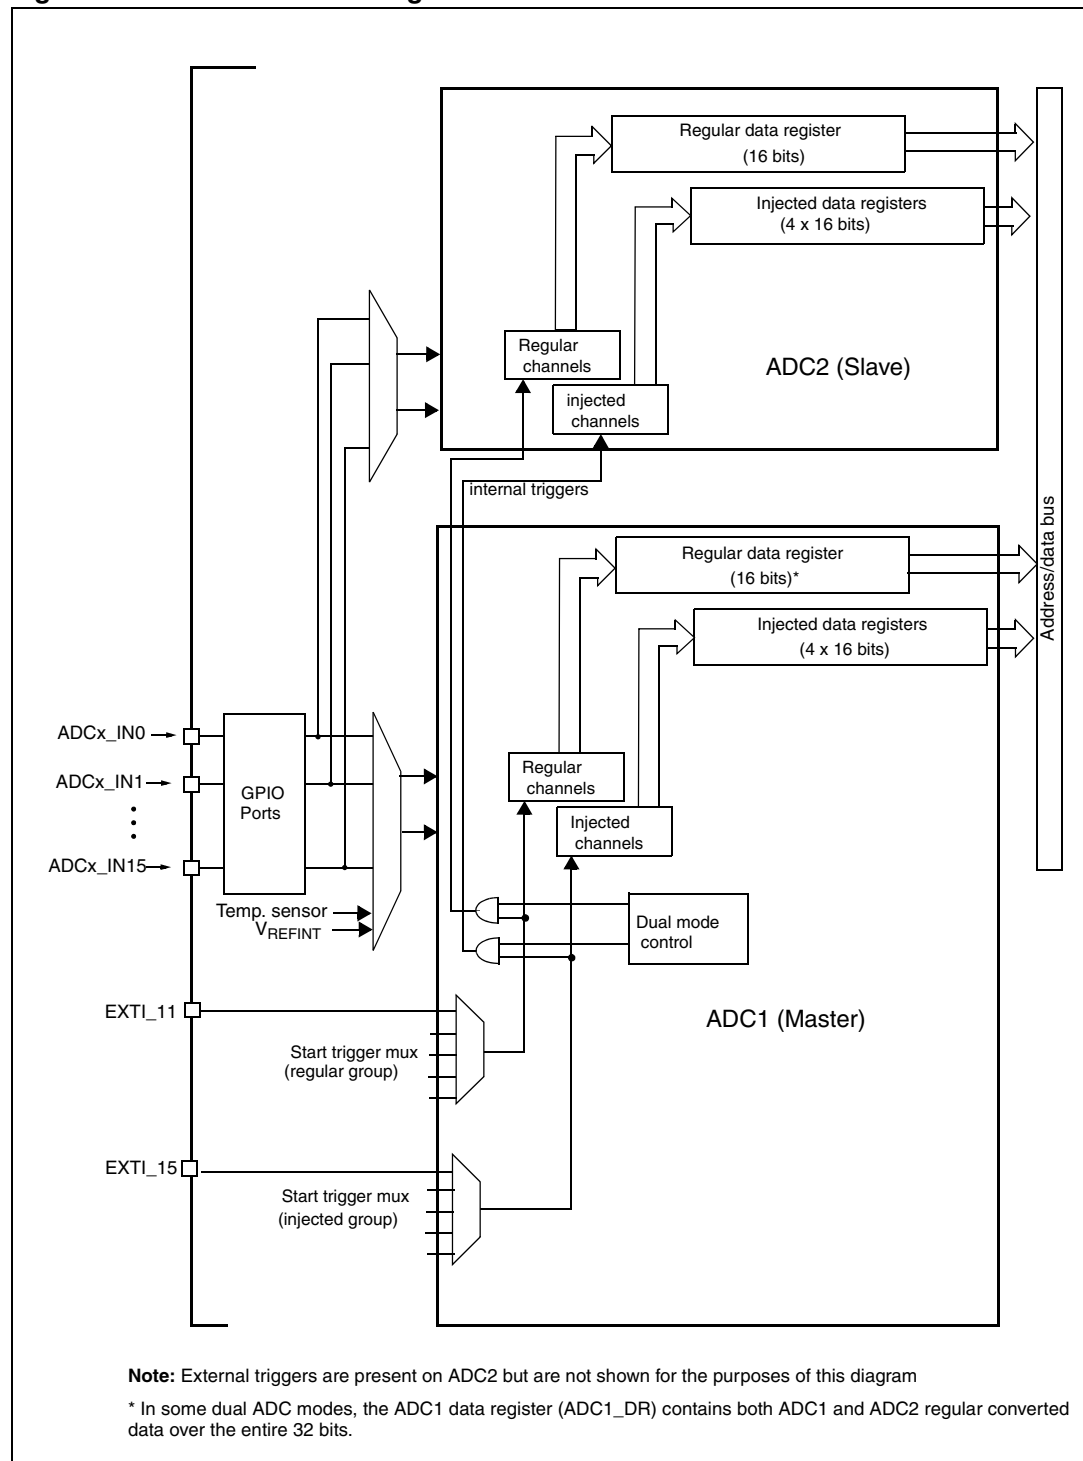 Regular data register
(16 bits)
Injected data registers
(4 x 16 bits)
Regular
channels
ADC2 (Slave)
injected
channels
internal triggers
Address/data bus
Regular data register
(16 bits)*
Injected data registers
(4 x 16 bits)
ADCx_IN0
ADCx_IN1
ADCx_IN15
GPIO
Ports
Regular
channels
Injected
channels
Temp. sensor
VREFINT
Dual mode
control
EXTI_11
ADC1 (Master)
Start trigger mux
(regular group)
EXTI_15
Start trigger mux
(injected group)
Note: External triggers are present on ADC2 but are not shown for the purposes of this diagram
* In some dual ADC modes, the ADC1 data register (ADC1_DR) contains both ADC1 and ADC2 regular converted
data over the entire 32 bits.